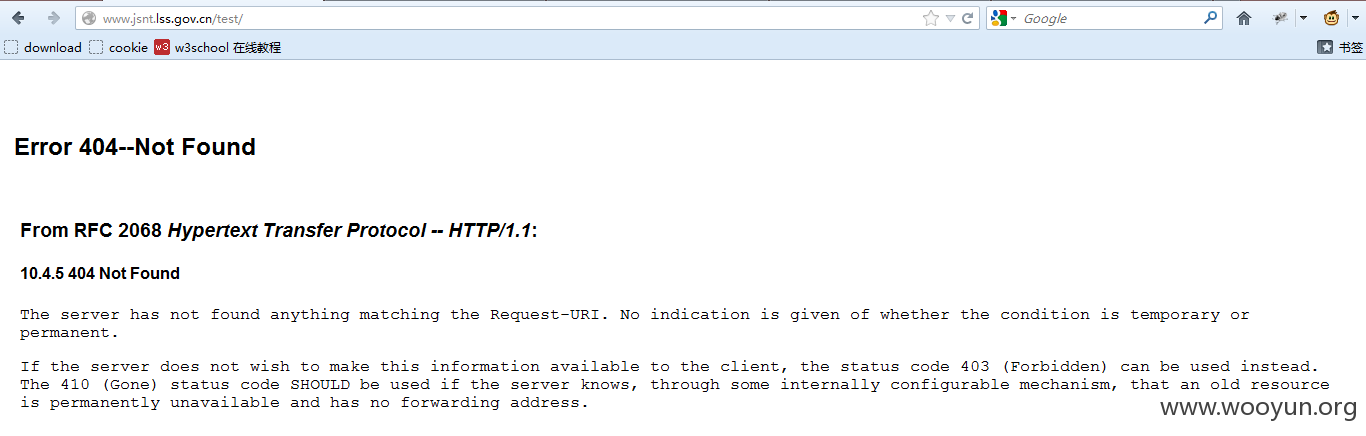 www.jsnt.lss.gov.cn/test/
Google
download cookie w3 w3school 在线教程 书签
Error 404--Not Found
From RFC 2068 Hypertext Transfer Protocol -- HTTP/1.1:
10.4.5 404 Not Found
The server has not found anything matching the Request-URI. No indication is given of whether the condition is temporary or
permanent.
If the server does not wish to make this information available to the client, the status code 403 (Forbidden) can be used instead.
The 410 (Gone) status code SHOULD be used if the server knows, through some internally configurable mechanism, that an old resource
is permanently unavailable and has no forwarding address.
www.wooyun.org